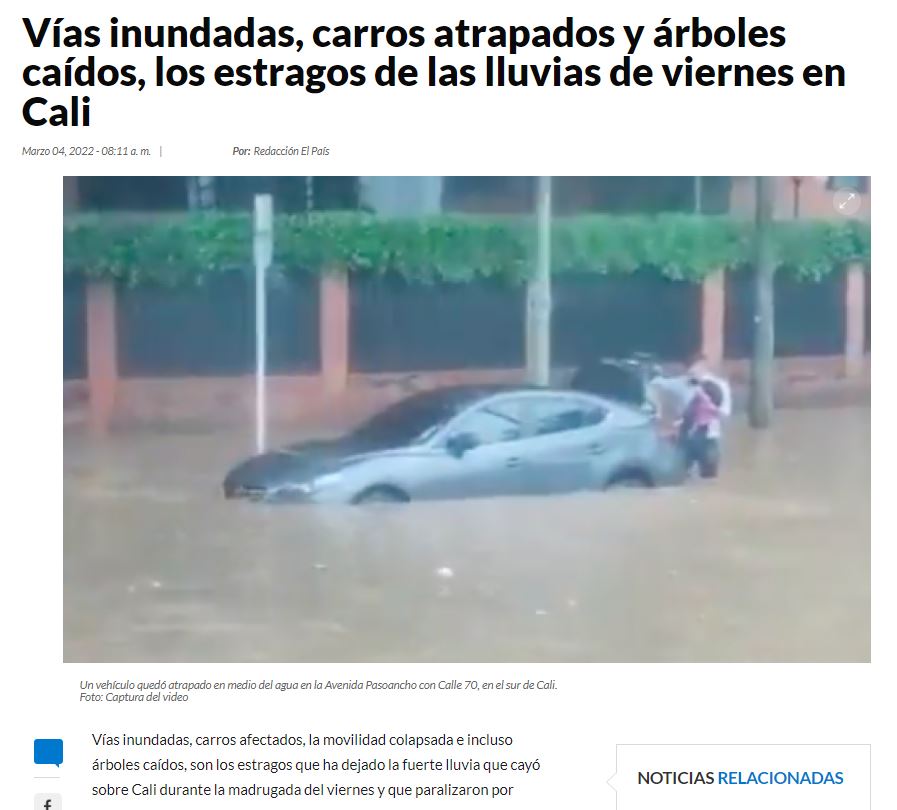 Vías inundadas, carros atrapados y árboles
caídos, los estragos de las lluvias de viernes en
Cali
Marzo 04, 2022 - 08:11 a. m. | Por: Redacción El País
Un vehículo quedó atrapado en medio del agua en la Avenida Pasoancho con Calle 70, en el sur de Cali.
Foto: Captura del video
Vías inundadas, carros afectados, la movilidad colapsada e incluso
árboles caídos, son los estragos que ha dejado la fuerte lluvia que cayó
sobre Cali durante la madrugada del viernes y que paralizaron por
NOTICIAS RELACIONADAS